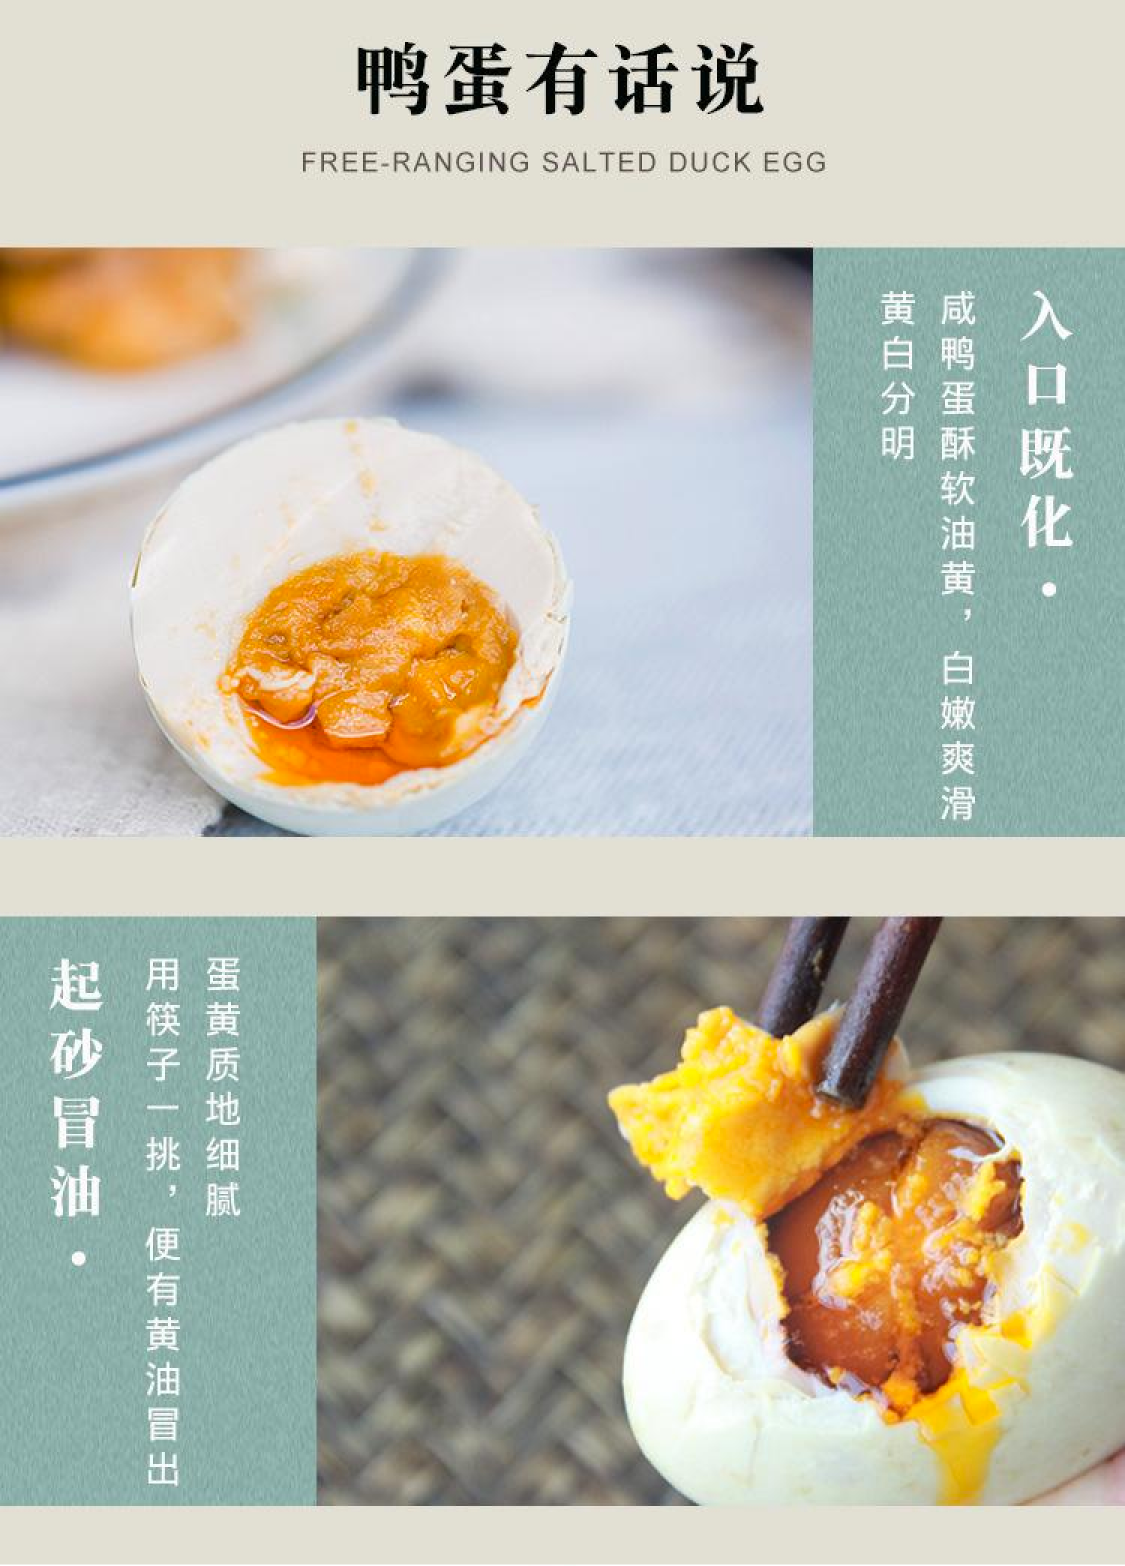 鸭蛋有话说
FREE-RANGING SALTED DUCK EGG
入口既化·
咸鸭蛋酥软油黄，白嫩爽滑
黄白分明
蛋黄质地细腻
用筷子一挑，便有黄油冒出
起砂冒油·